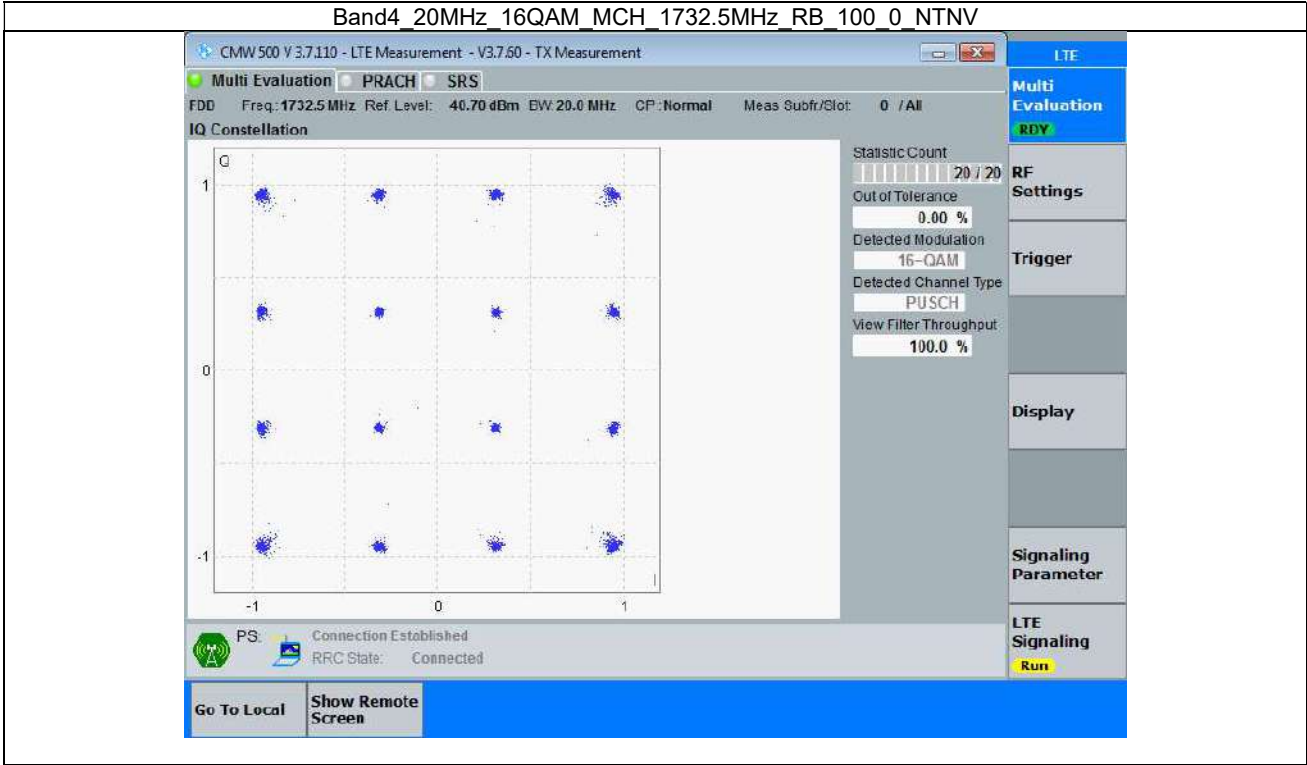 Band4_20MHz_16QAM_MCH_1732.5MHz_RB_100_0_NTNV
CMW 500 V 3.7.110 - LTE Measurement - V3.7.60 - TX Measurement
LTE
Multi Evaluation PRACH SRS
FDD Freq.: 1732.5 MHz Ref. Level: 40.70 dBm BW: 20.0 MHz CP: Normal Meas Subfr/Slot: 0 / All
IQ Constellation
Q
1
0
-1
-1 0 1
I
Statistic Count
20 / 20
Out of Tolerance
0.00 %
Detected Modulation
16-QAM
Detected Channel Type
PUSCH
View Filter Throughput
100.0 %
Multi
Evaluation
RDY
RF
Settings
Trigger
Display
Signaling
Parameter
LTE
Signaling
Run
PS:
Connection Established
RRC State: Connected
Go To Local
Show Remote
Screen